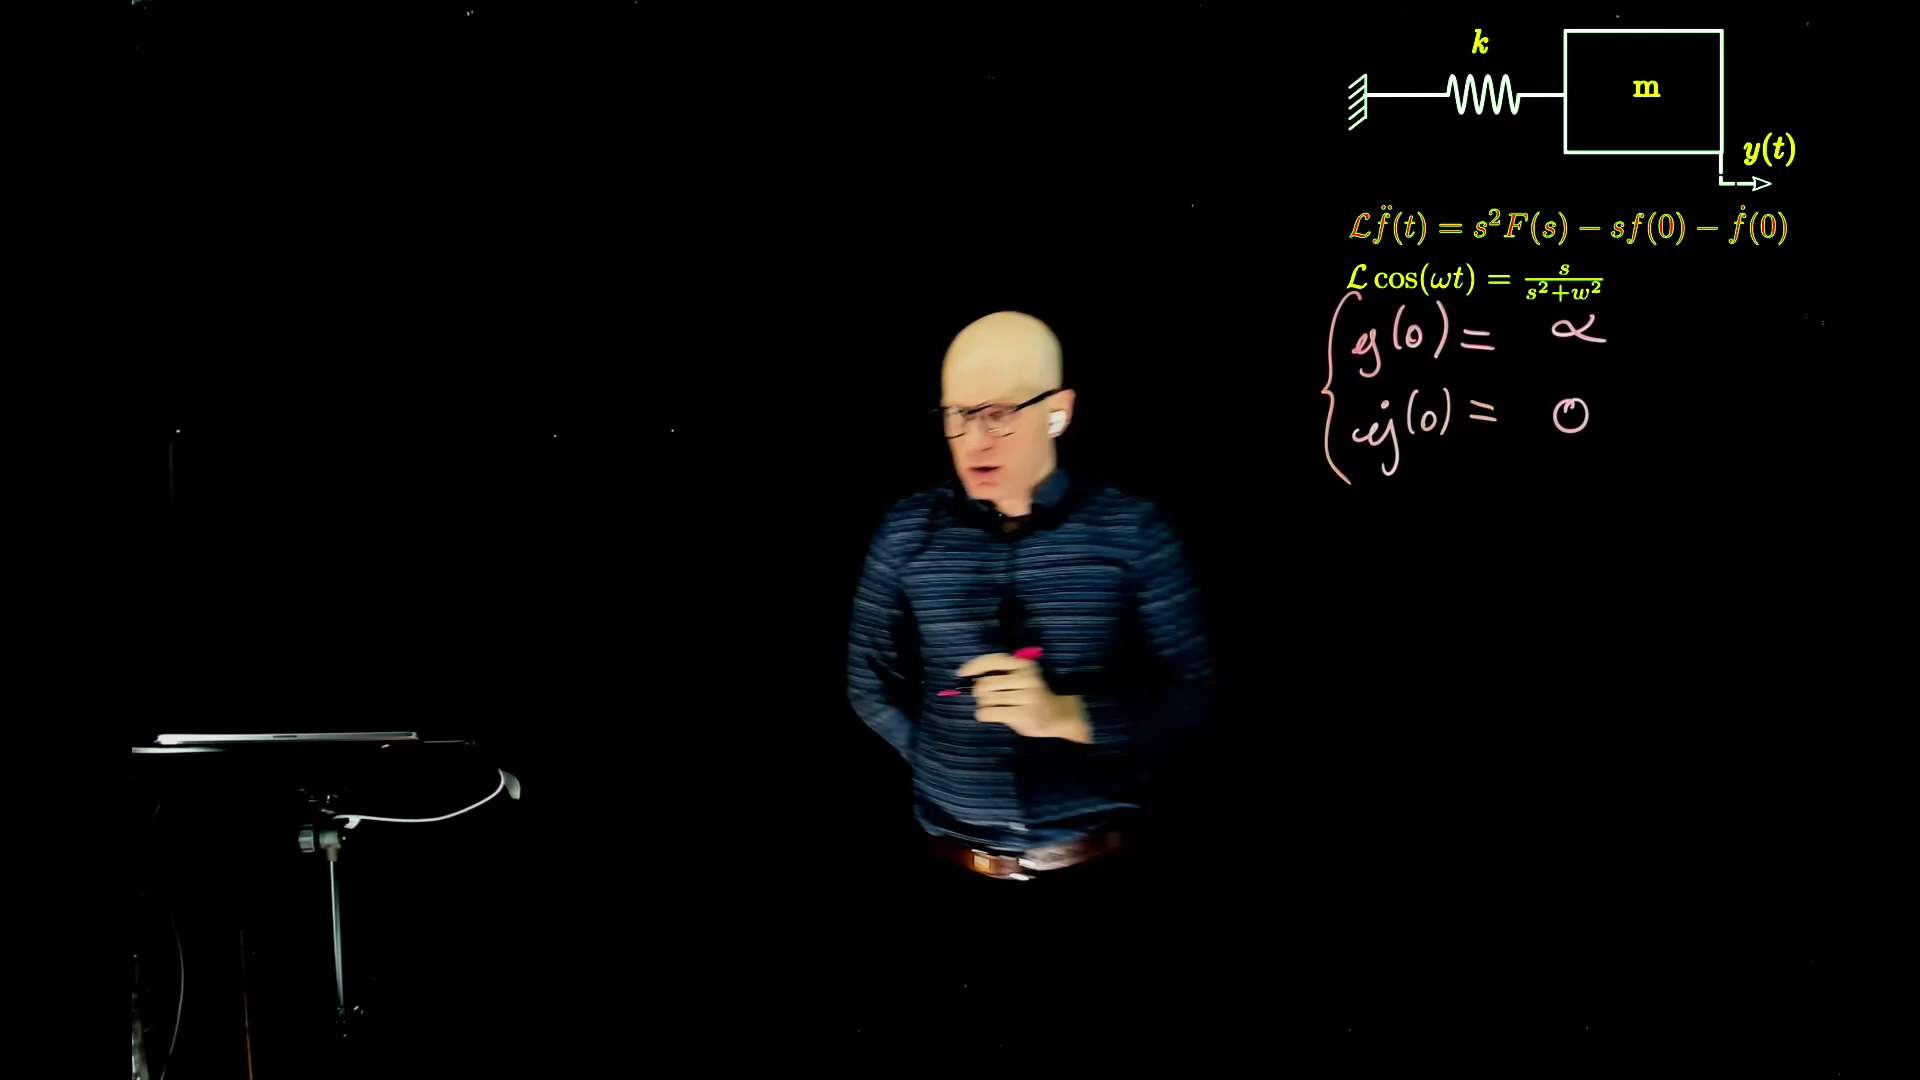 k
m
y(t)
ℒf̈(t) = s²F(s) − sf(0) − ḟ(0)
ℒ cos(ωt) = s/(s²+w²)
y(0) = α
ẏ(0) = 0